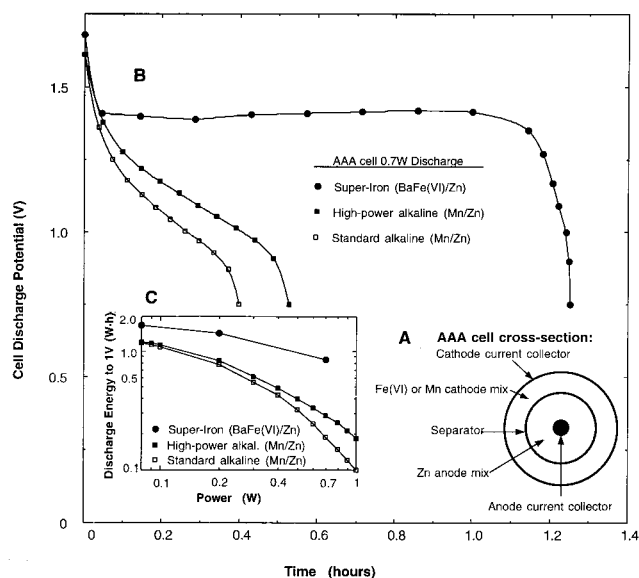 B
1.5
1.0
0.5
0
Cell Discharge Potential (V)
AAA cell 0.7W Discharge
Super-Iron (BaFe(VI)/Zn)
High-power alkaline (Mn/Zn)
Standard alkaline (Mn/Zn)
C
2.0
1.0
0.5
0.1
Discharge Energy to 1V (W·h)
Super-Iron (BaFe(VI)/Zn)
High-power alkal. (Mn/Zn)
Standard alkaline (Mn/Zn)
0.1 0.2 0.4 0.7 1
Power (W)
A AAA cell cross-section:
Cathode current collector
Fe(VI) or Mn cathode mix
Separator
Zn anode mix
Anode current collector
0 0.2 0.4 0.6 0.8 1.0 1.2 1.4
Time (hours)